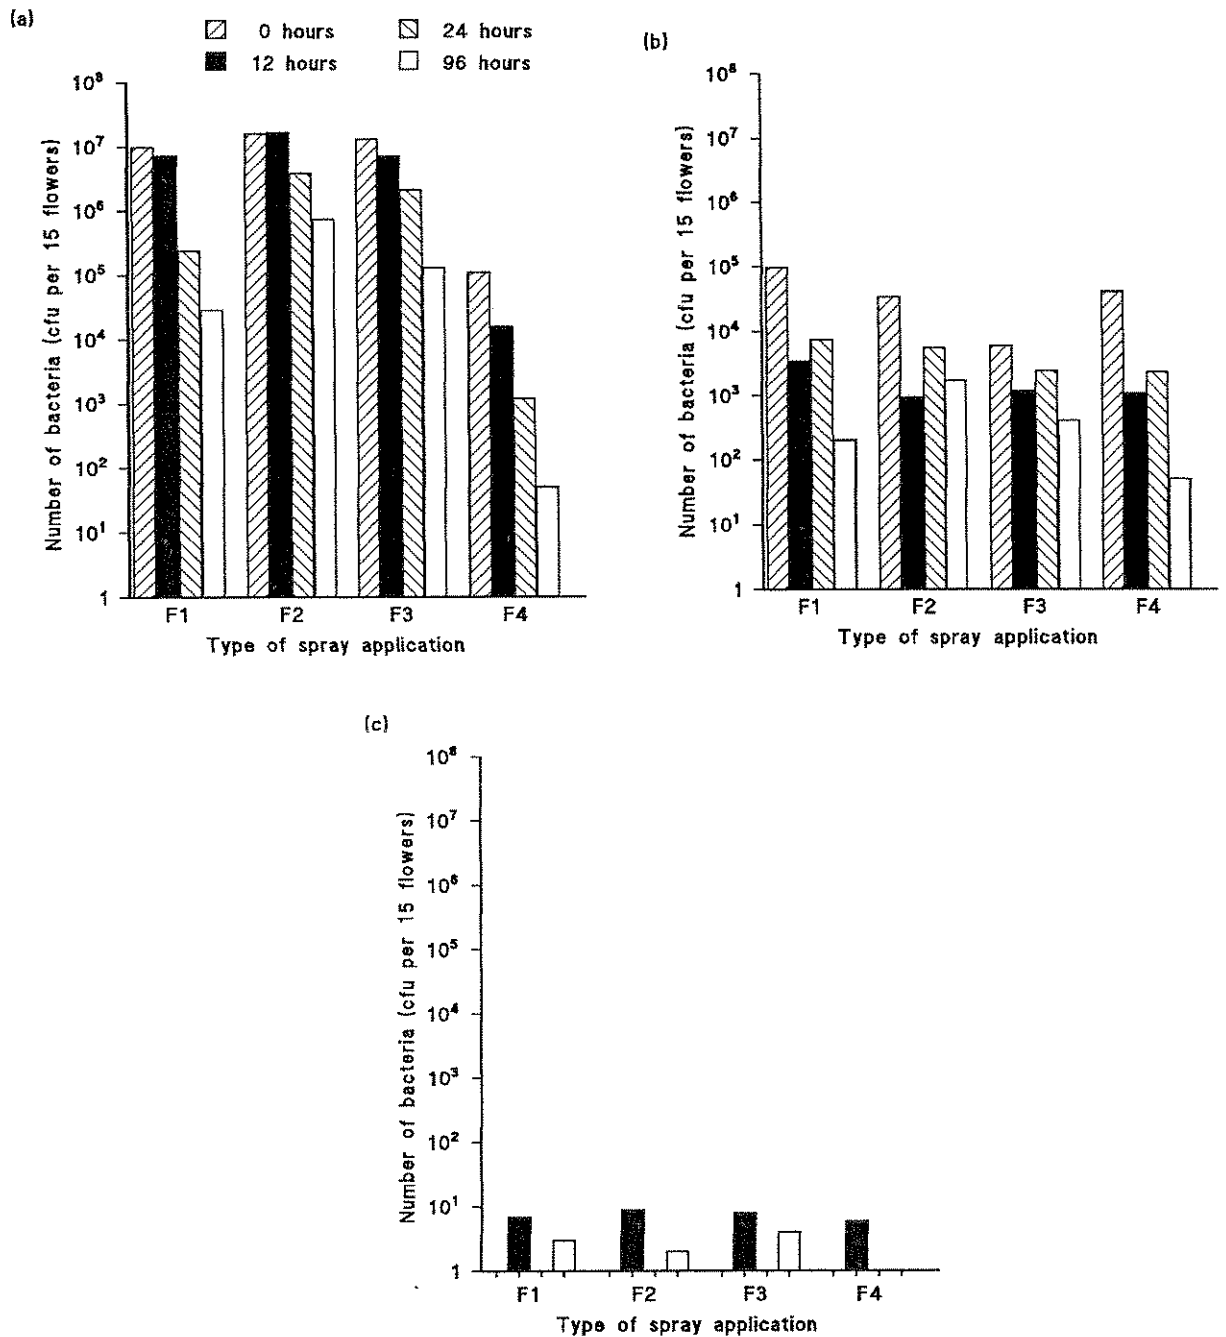 (a)
0 hours
24 hours
12 hours
96 hours
Number of bacteria (cfu per 15 flowers)
10⁸
10⁷
10⁶
10⁵
10⁴
10³
10²
10¹
1
F1 F2 F3 F4
Type of spray application
(b)
Number of bacteria (cfu per 15 flowers)
10⁸
10⁷
10⁶
10⁵
10⁴
10³
10²
10¹
1
F1 F2 F3 F4
Type of spray application
(c)
Number of bacteria (cfu per 15 flowers)
10⁸
10⁷
10⁶
10⁵
10⁴
10³
10²
10¹
1
F1 F2 F3 F4
Type of spray application